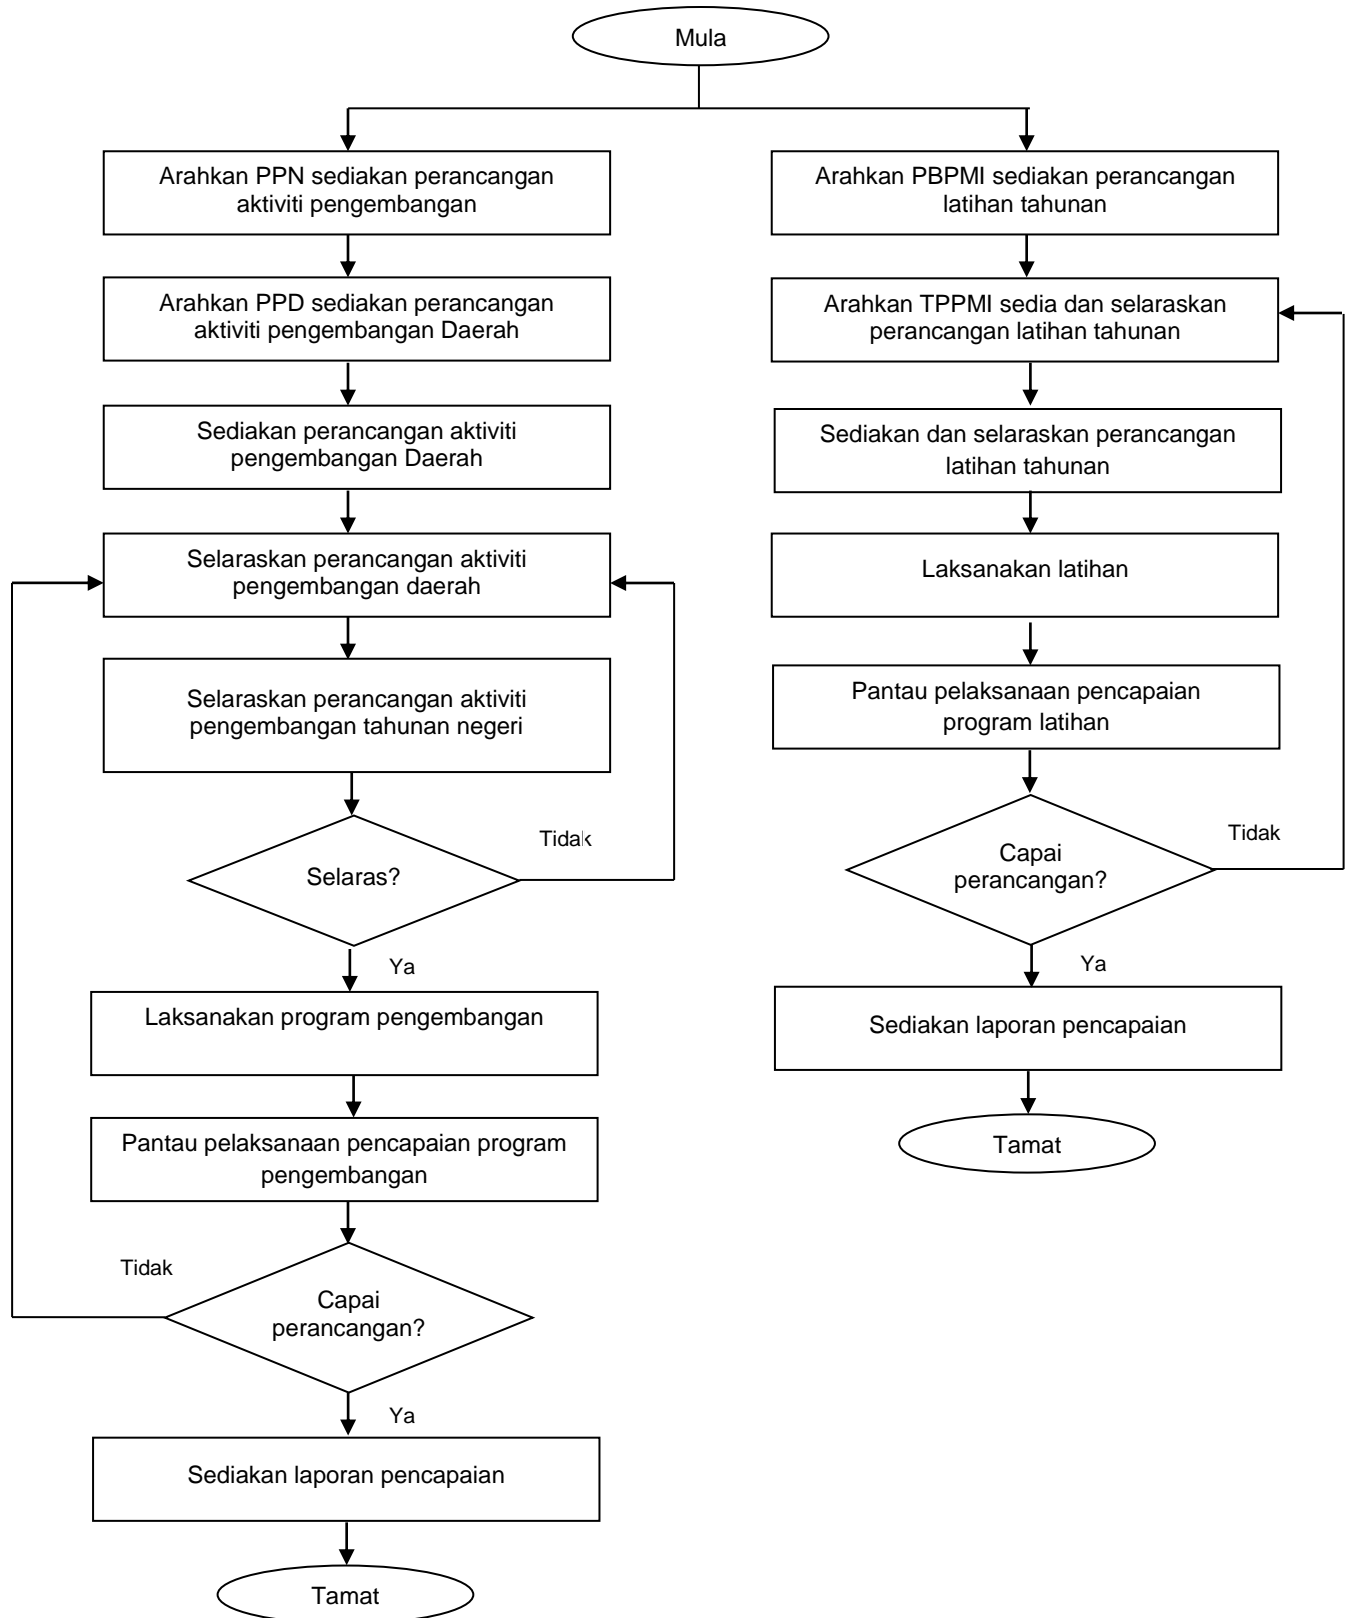 Mula
Arahkan PPN sediakan perancangan
aktiviti pengembangan
Arahkan PPD sediakan perancangan
aktiviti pengembangan Daerah
Sediakan perancangan aktiviti
pengembangan Daerah
Selaraskan perancangan aktiviti
pengembangan daerah
Selaraskan perancangan aktiviti
pengembangan tahunan negeri
Selaras?
Tidak
Ya
Laksanakan program pengembangan
Pantau pelaksanaan pencapaian program
pengembangan
Tidak
Capai
perancangan?
Ya
Sediakan laporan pencapaian
Tamat
Arahkan PBPMI sediakan perancangan
latihan tahunan
Arahkan TPPMI sedia dan selaraskan
perancangan latihan tahunan
Sediakan dan selaraskan perancangan
latihan tahunan
Laksanakan latihan
Pantau pelaksanaan pencapaian
program latihan
Capai
perancangan?
Tidak
Ya
Sediakan laporan pencapaian
Tamat